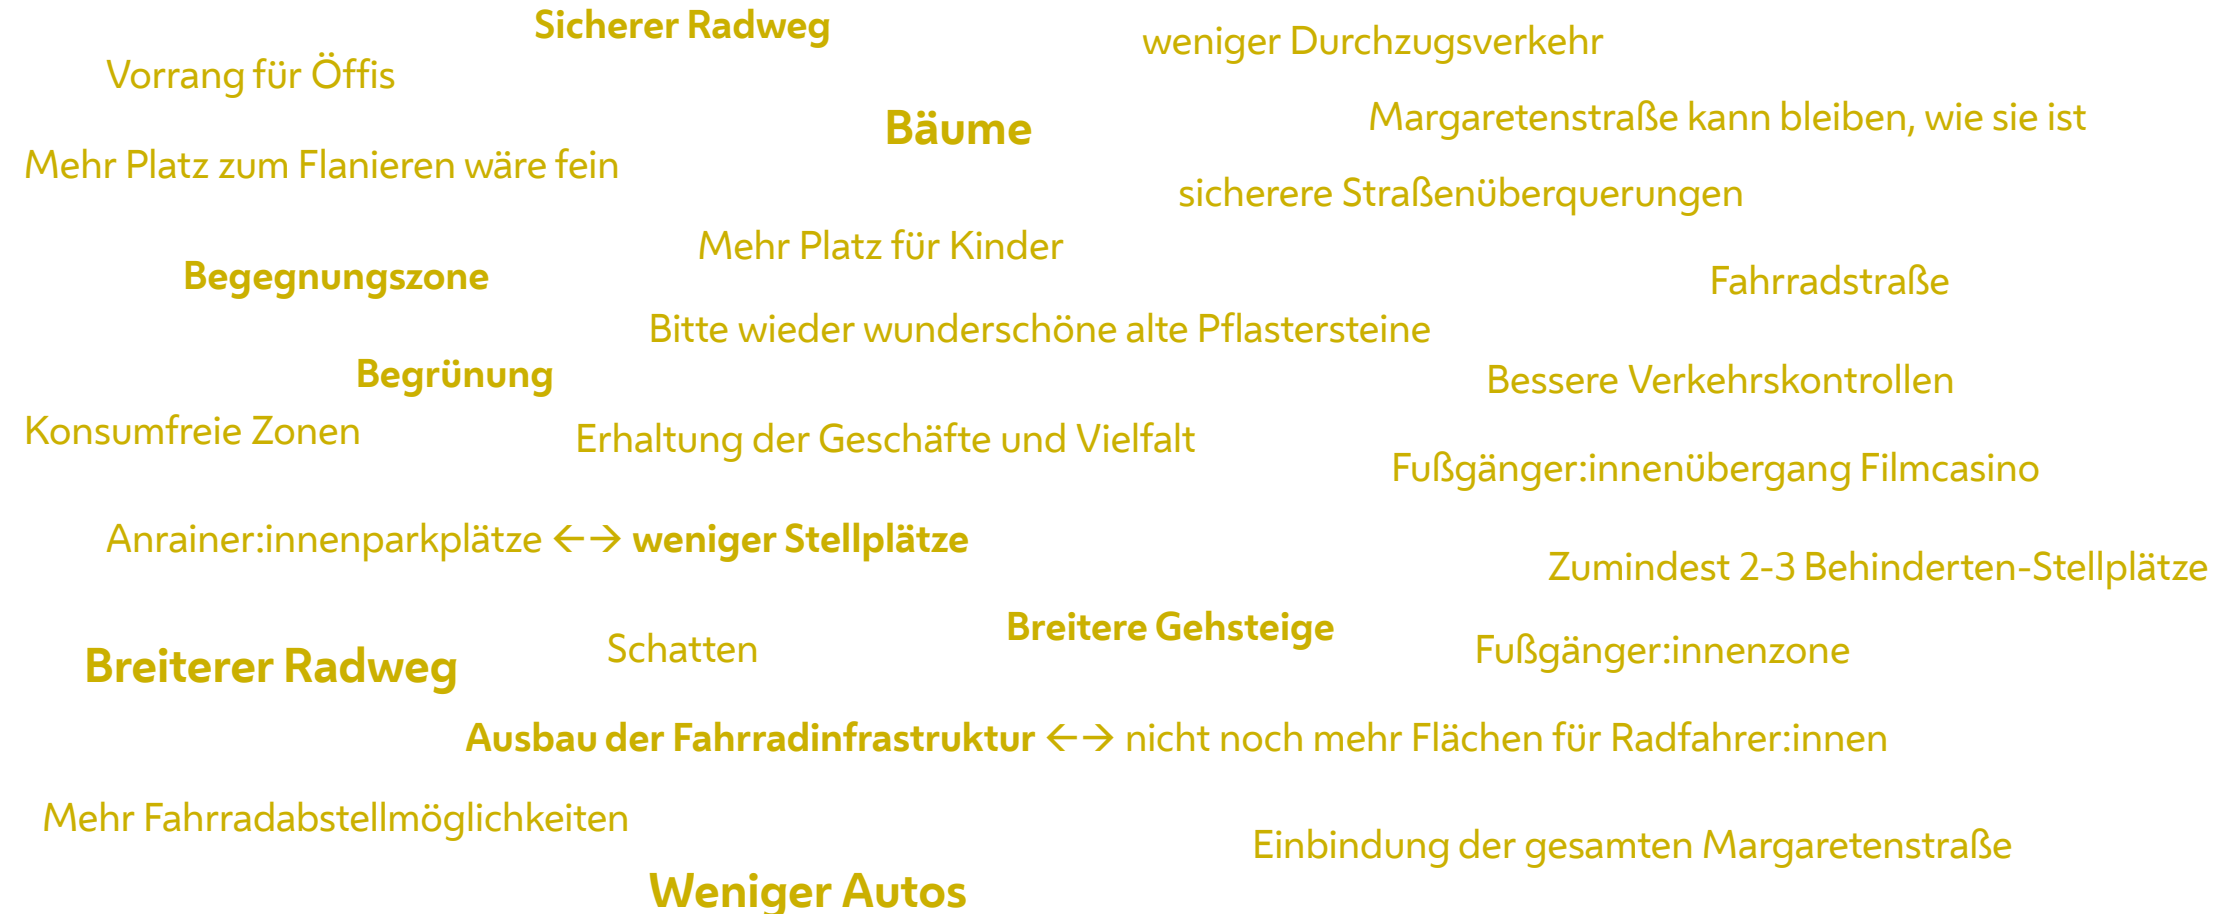 Sicherer Radweg
weniger Durchzugsverkehr
Vorrang für Öffis
Bäume
Margaretenstraße kann bleiben, wie sie ist
Mehr Platz zum Flanieren wäre fein
sicherere Straßenüberquerungen
Mehr Platz für Kinder
Begegnungszone
Fahrradstraße
Bitte wieder wunderschöne alte Pflastersteine
Begrünung
Bessere Verkehrskontrollen
Konsumfreie Zonen
Erhaltung der Geschäfte und Vielfalt
Fußgänger:innenübergang Filmcasino
Anrainer:innenparkplätze ←→ weniger Stellplätze
Zumindest 2-3 Behinderten-Stellplätze
Breitere Gehsteige
Schatten
Fußgänger:innenzone
Breiterer Radweg
Ausbau der Fahrradinfrastruktur ←→ nicht noch mehr Flächen für Radfahrer:innen
Mehr Fahrradabstellmöglichkeiten
Einbindung der gesamten Margaretenstraße
Weniger Autos